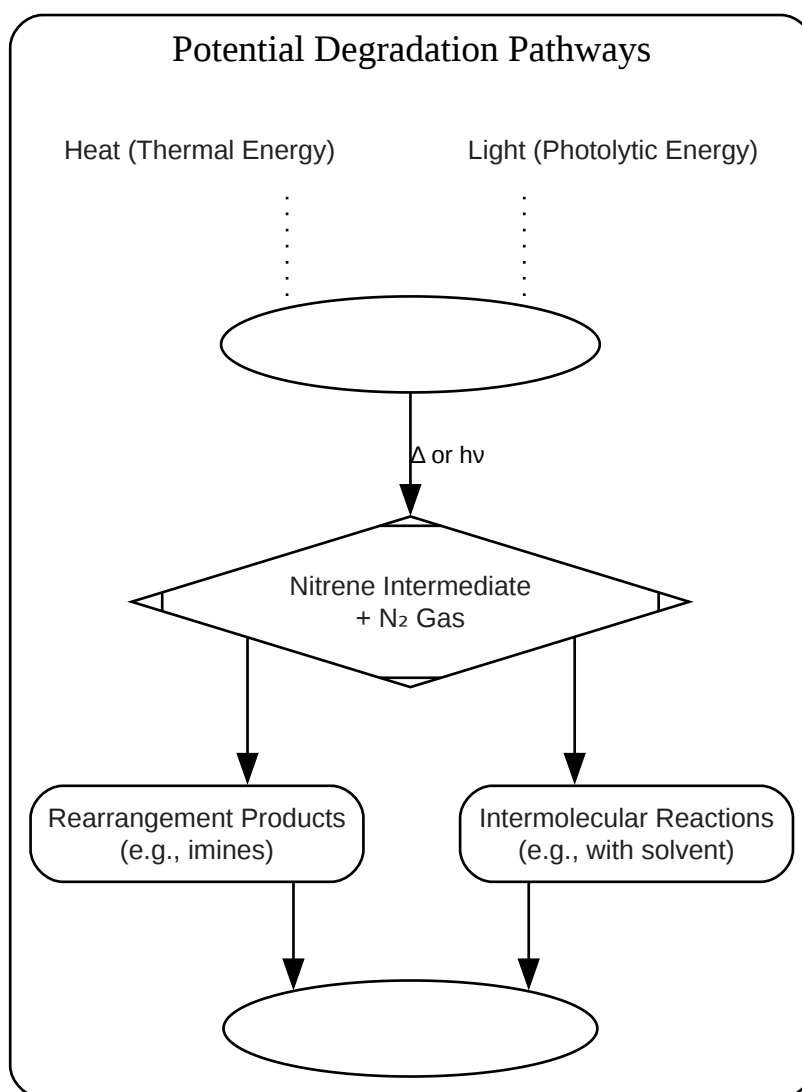 Potential Degradation Pathways
Heat (Thermal Energy)
Light (Photolytic Energy)
Δ or hν
Nitrene Intermediate
+ N₂ Gas
Rearrangement Products
(e.g., imines)
Intermolecular Reactions
(e.g., with solvent)